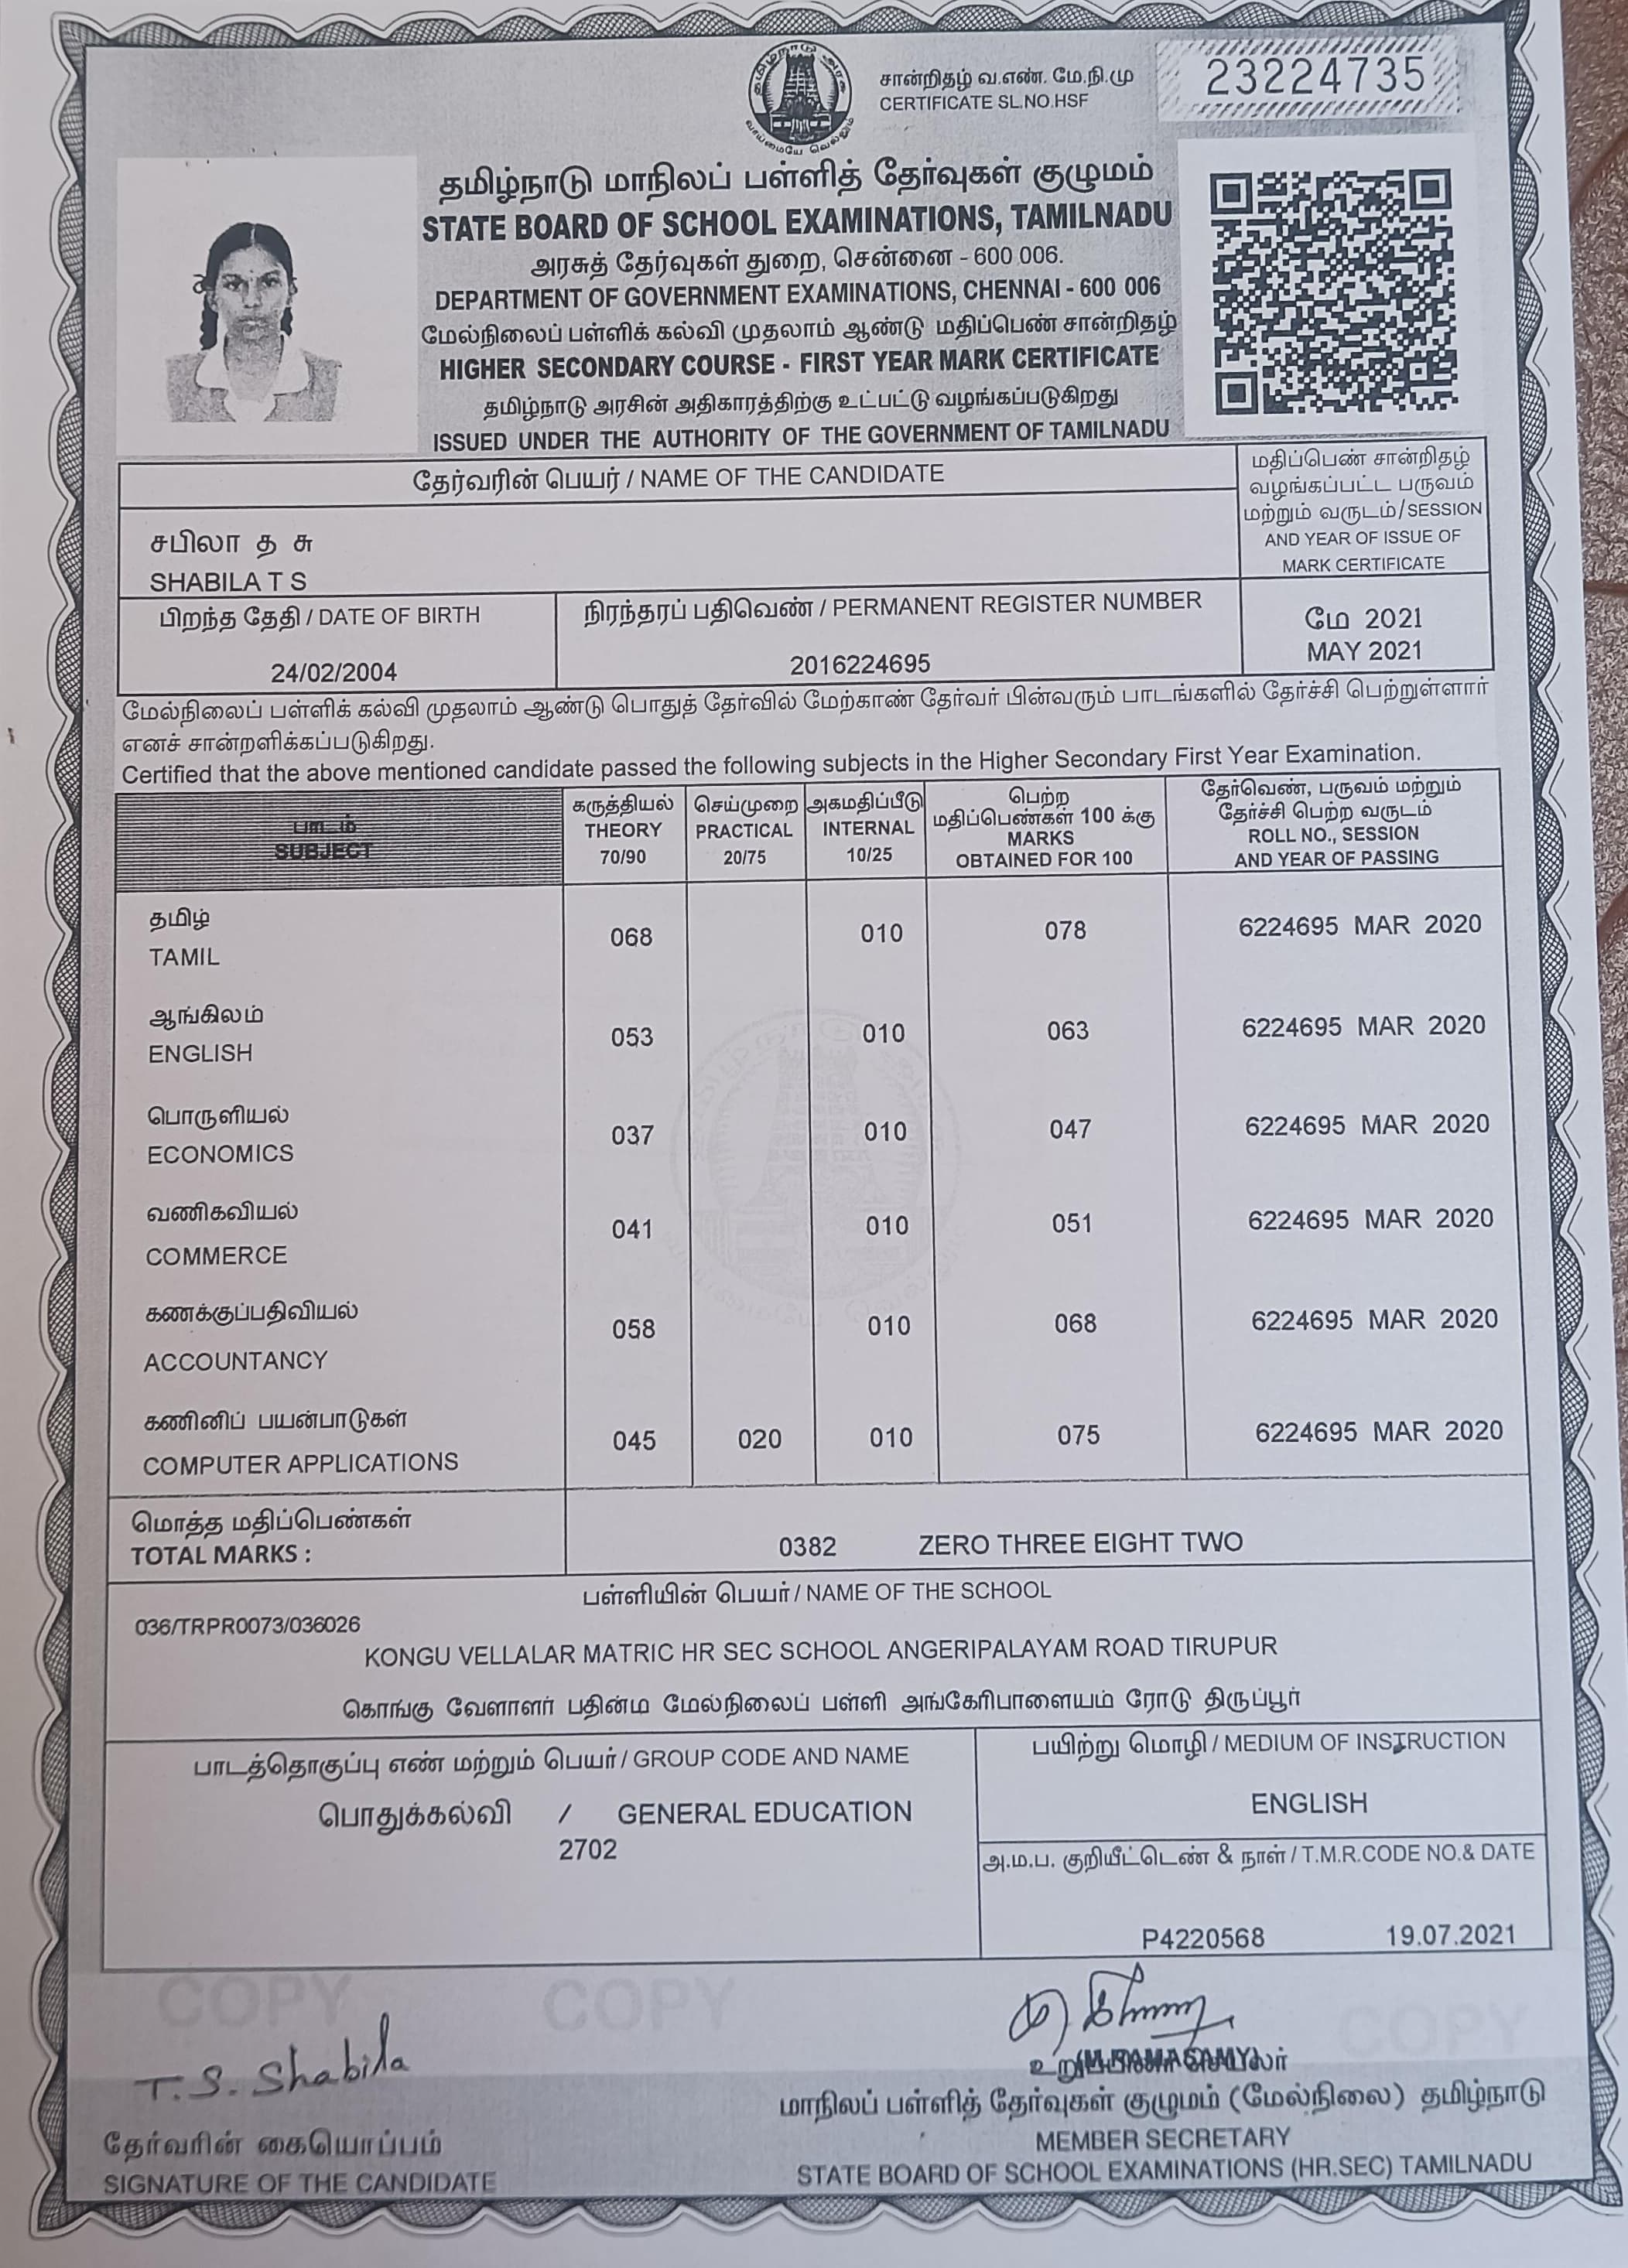 தமிழ்நாடு அரசு
வாய்மையே வெல்லும்
சான்றிதழ் வ.எண். மே.நி.மு
CERTIFICATE SL.NO.HSF
23224735
தமிழ்நாடு மாநிலப் பள்ளித் தேர்வுகள் குழுமம்
STATE BOARD OF SCHOOL EXAMINATIONS, TAMILNADU
அரசுத் தேர்வுகள் துறை, சென்னை - 600 006.
DEPARTMENT OF GOVERNMENT EXAMINATIONS, CHENNAI - 600 006
மேல்நிலைப் பள்ளிக் கல்வி முதலாம் ஆண்டு மதிப்பெண் சான்றிதழ்
HIGHER SECONDARY COURSE - FIRST YEAR MARK CERTIFICATE
தமிழ்நாடு அரசின் அதிகாரத்திற்கு உட்பட்டு வழங்கப்படுகிறது
ISSUED UNDER THE AUTHORITY OF THE GOVERNMENT OF TAMILNADU
தேர்வரின் பெயர் / NAME OF THE CANDIDATE
மதிப்பெண் சான்றிதழ்
வழங்கப்பட்ட பருவம்
மற்றும் வருடம்/SESSION
AND YEAR OF ISSUE OF
MARK CERTIFICATE
சபிலா த சு
SHABILA T S
பிறந்த தேதி / DATE OF BIRTH
நிரந்தரப் பதிவெண் / PERMANENT REGISTER NUMBER
மே 2021
MAY 2021
24/02/2004
2016224695
மேல்நிலைப் பள்ளிக் கல்வி முதலாம் ஆண்டு பொதுத் தேர்வில் மேற்காண் தேர்வர் பின்வரும் பாடங்களில் தேர்ச்சி பெற்றுள்ளார்
எனச் சான்றளிக்கப்படுகிறது.
Certified that the above mentioned candidate passed the following subjects in the Higher Secondary First Year Examination.
பாடம்
SUBJECT
கருத்தியல்
THEORY
70/90
செய்முறை
PRACTICAL
20/75
அகமதிப்பீடு
INTERNAL
10/25
பெற்ற
மதிப்பெண்கள் 100 க்கு
MARKS
OBTAINED FOR 100
தேர்வெண், பருவம் மற்றும்
தேர்ச்சி பெற்ற வருடம்
ROLL NO., SESSION
AND YEAR OF PASSING
தமிழ்
TAMIL
068 010 078 6224695 MAR 2020
ஆங்கிலம்
ENGLISH
053 010 063 6224695 MAR 2020
பொருளியல்
ECONOMICS
037 010 047 6224695 MAR 2020
வணிகவியல்
COMMERCE
041 010 051 6224695 MAR 2020
கணக்குப்பதிவியல்
ACCOUNTANCY
058 010 068 6224695 MAR 2020
கணினிப் பயன்பாடுகள்
COMPUTER APPLICATIONS
045 020 010 075 6224695 MAR 2020
மொத்த மதிப்பெண்கள்
TOTAL MARKS :
0382 ZERO THREE EIGHT TWO
பள்ளியின் பெயர் / NAME OF THE SCHOOL
036/TRPR0073/036026
KONGU VELLALAR MATRIC HR SEC SCHOOL ANGERIPALAYAM ROAD TIRUPUR
கொங்கு வேளாளர் பதின்ம மேல்நிலைப் பள்ளி அங்கேரிபாளையம் ரோடு திருப்பூர்
பாடத்தொகுப்பு எண் மற்றும் பெயர் / GROUP CODE AND NAME
பொதுக்கல்வி / GENERAL EDUCATION
2702
பயிற்று மொழி / MEDIUM OF INSTRUCTION
ENGLISH
அ.ம.ப. குறியீட்டெண் & நாள் / T.M.R.CODE NO.& DATE
P4220568 19.07.2021
COPY COPY COPY
T.S. Shabila
தேர்வரின் கையொப்பம்
SIGNATURE OF THE CANDIDATE
(M.RAMASAMY)
மாநிலப் பள்ளித் தேர்வுகள் குழுமம் (மேல்நிலை) தமிழ்நாடு
MEMBER SECRETARY
STATE BOARD OF SCHOOL EXAMINATIONS (HR.SEC) TAMILNADU